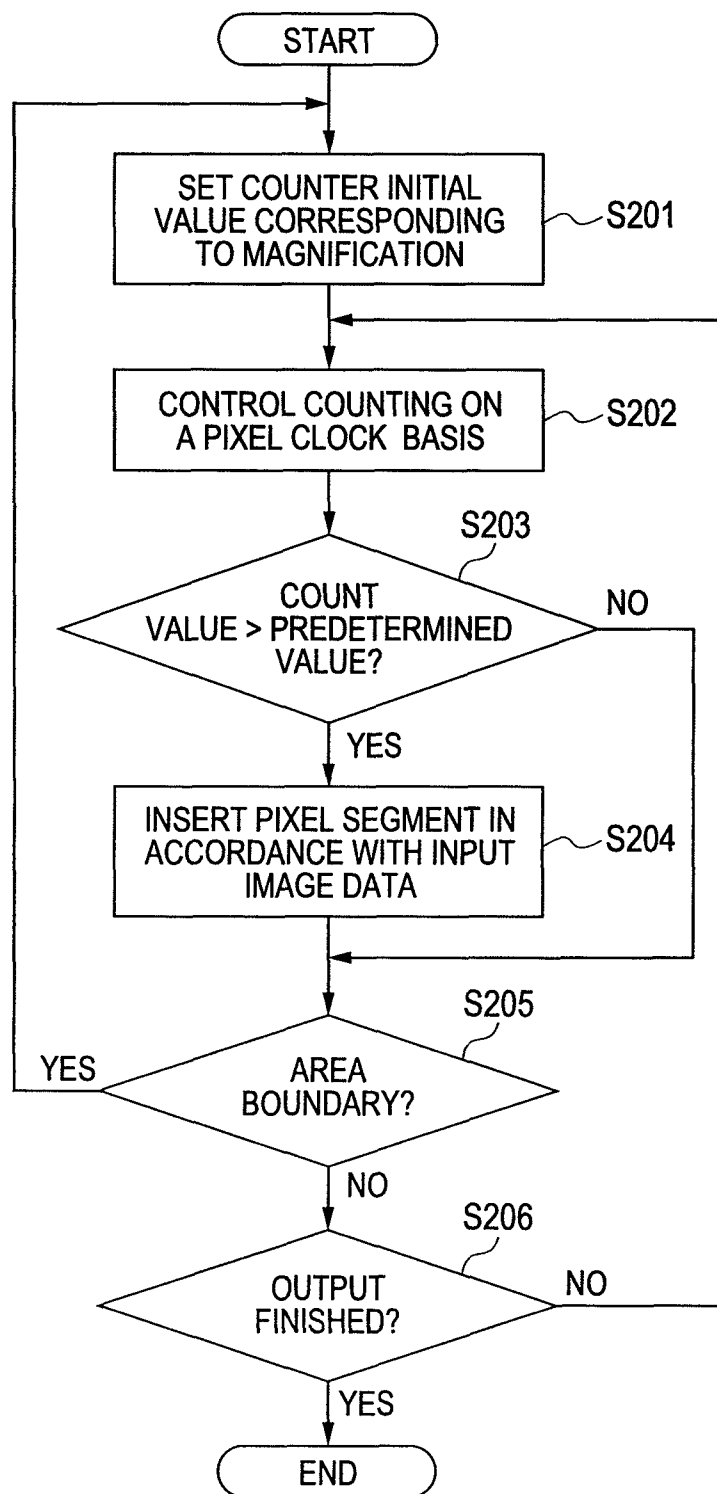 START
SET COUNTER INITIAL
VALUE CORRESPONDING
TO MAGNIFICATION
S201
CONTROL COUNTING ON
A PIXEL CLOCK BASIS
S202
S203
COUNT
VALUE > PREDETERMINED
VALUE?
NO
YES
INSERT PIXEL SEGMENT IN
ACCORDANCE WITH INPUT
IMAGE DATA
S204
S205
YES
AREA
BOUNDARY?
NO
S206
OUTPUT
FINISHED?
NO
YES
END